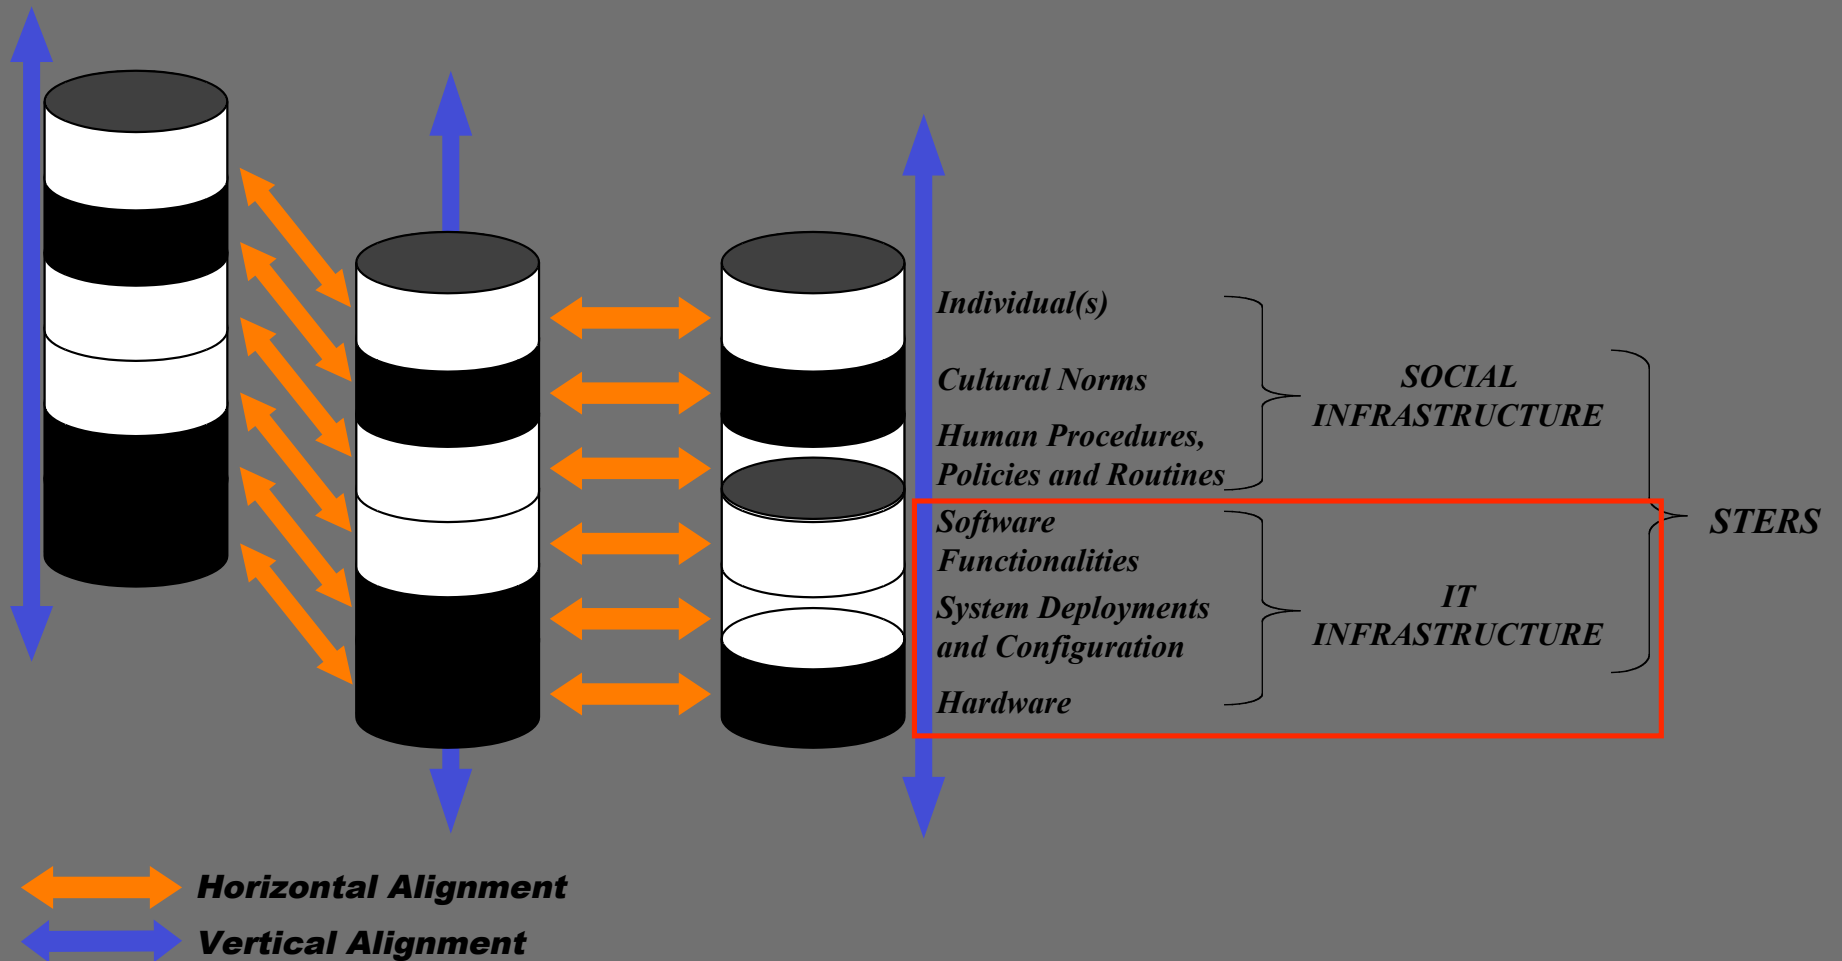 Individual(s)
Cultural Norms
Human Procedures,
Policies and Routines
SOCIAL
INFRASTRUCTURE
Software
Functionalities
System Deployments
and Configuration
Hardware
IT
INFRASTRUCTURE
STERS
Horizontal Alignment
Vertical Alignment